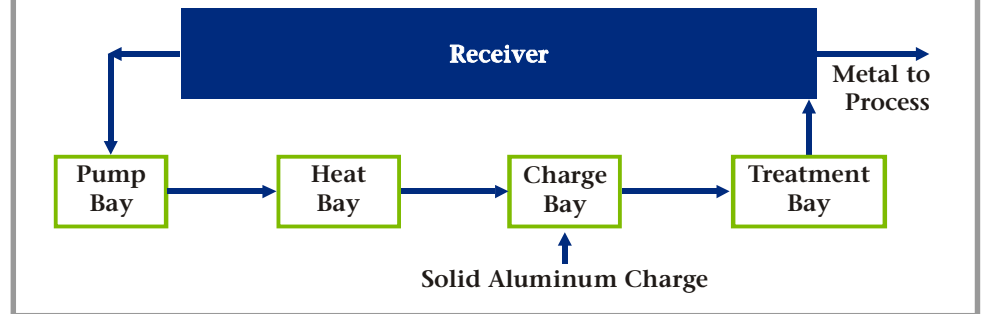 Receiver
Metal to
Process
Pump
Bay
Heat
Bay
Charge
Bay
Treatment
Bay
Solid Aluminum Charge